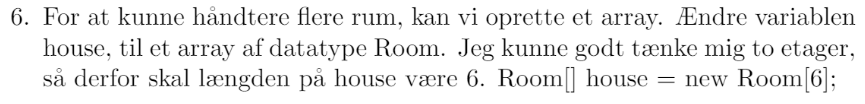 6. For at kunne håndtere flere rum, kan vi oprette et array. Ændre variablen
house, til et array af datatype Room. Jeg kunne godt tænke mig to etager,
så derfor skal længden på house være 6. Room[] house = new Room[6];